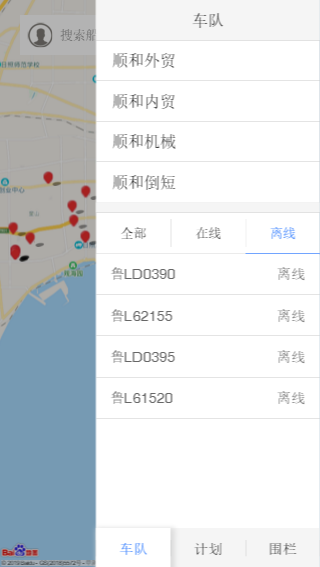 车队
搜索船
顺和外贸
顺和内贸
顺和机械
顺和倒短
全部 在线 离线
鲁LD0390 离线
鲁L62155 离线
鲁LD0395 离线
鲁L61520 离线
Bai 百度
车队 计划 围栏